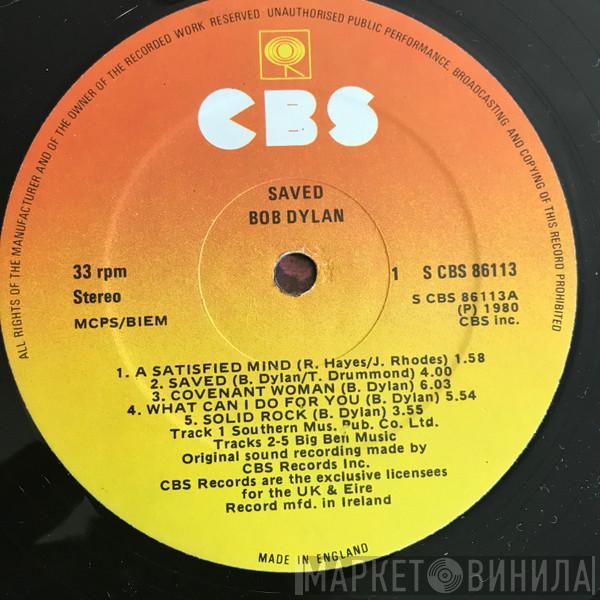 ALL RIGHTS OF THE MANUFACTURER AND OF THE OWNER OF THE RECORDED WORK RESERVED UNAUTHORISED PUBLIC PERFORMANCE, BROADCASTING AND COPYING OF THIS RECORD PROHIBITED
CBS
SAVED
BOB DYLAN
33 rpm
Stereo
MCPS/BIEM
1 S CBS 86113
S CBS 86113A
(P) 1980
CBS inc.
1. A SATISFIED MIND (R. Hayes/J. Rhodes) 1.58
2. SAVED (B. Dylan/T. Drummond) 4.00
3. COVENANT WOMAN (B. Dylan) 6.03
4. WHAT CAN I DO FOR YOU (B. Dylan) 5.54
5. SOLID ROCK (B. Dylan) 3.55
Track 1 Southern Mus. Pub. Co. Ltd.
Tracks 2-5 Big Ben Music
Original sound recording made by
CBS Records Inc.
CBS Records are the exclusive licensees
for the UK & Eire
Record mfd. in Ireland
MADE IN ENGLAND
МАРКЕТ ВИНИЛА